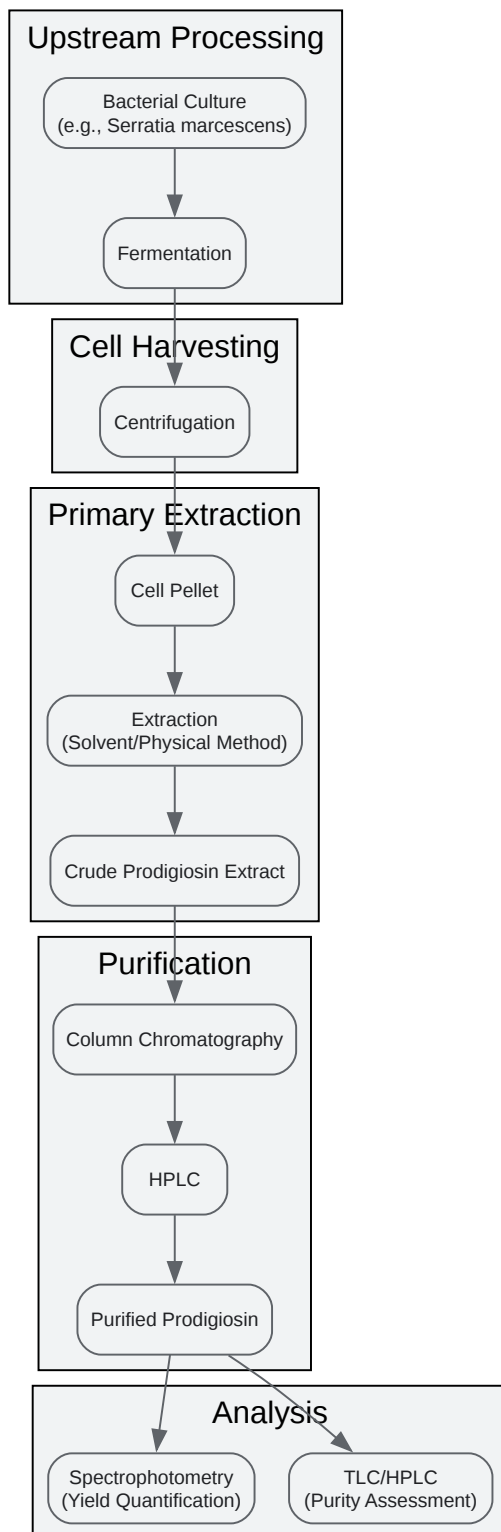 Upstream Processing
Bacterial Culture
(e.g., Serratia marcescens)
Fermentation
Cell Harvesting
Centrifugation
Primary Extraction
Cell Pellet
Extraction
(Solvent/Physical Method)
Crude Prodigiosin Extract
Purification
Column Chromatography
HPLC
Purified Prodigiosin
Analysis
Spectrophotometry
(Yield Quantification)
TLC/HPLC
(Purity Assessment)